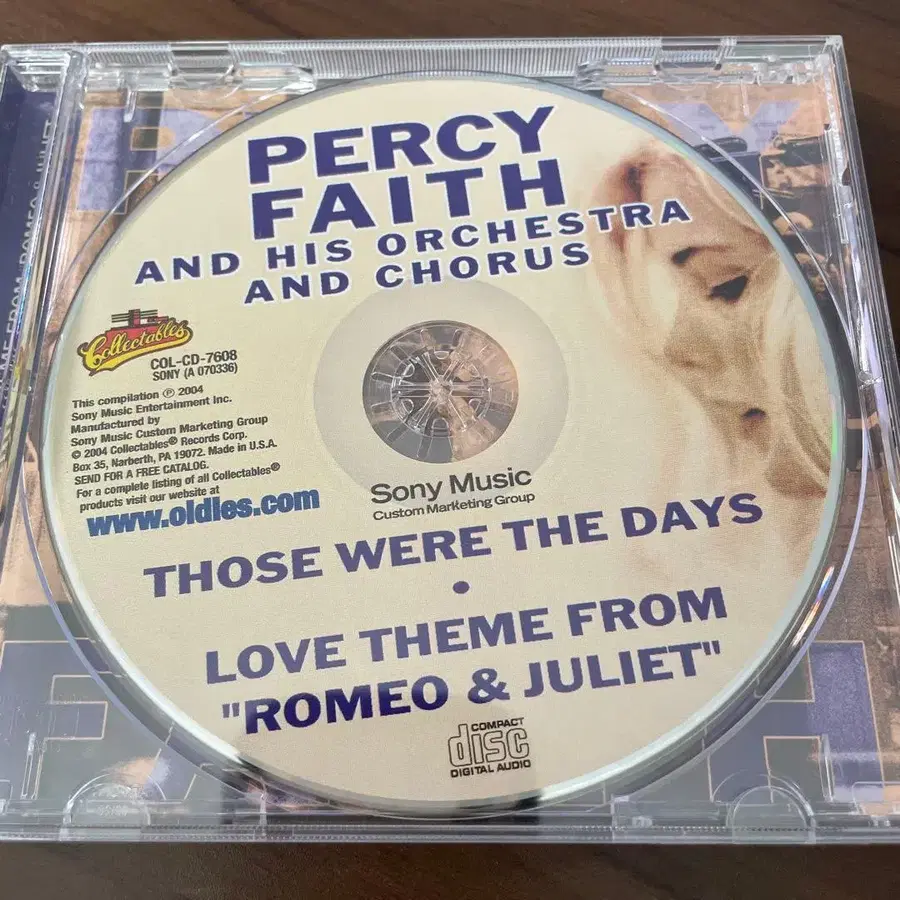 PERCY
FAITH
AND HIS ORCHESTRA
AND CHORUS
Collectables
COL-CD-7608
SONY (A 070336)
This compilation ℗ 2004
Sony Music Entertainment Inc.
Manufactured by
Sony Music Custom Marketing Group
© 2004 Collectables® Records Corp.
Box 35, Narberth, PA 19072. Made in U.S.A.
SEND FOR A FREE CATALOG.
For a complete listing of all Collectables®
products visit our website at
www.oldies.com
Sony Music
Custom Marketing Group
THOSE WERE THE DAYS
•
LOVE THEME FROM
"ROMEO & JULIET"
COMPACT
disc
DIGITAL AUDIO